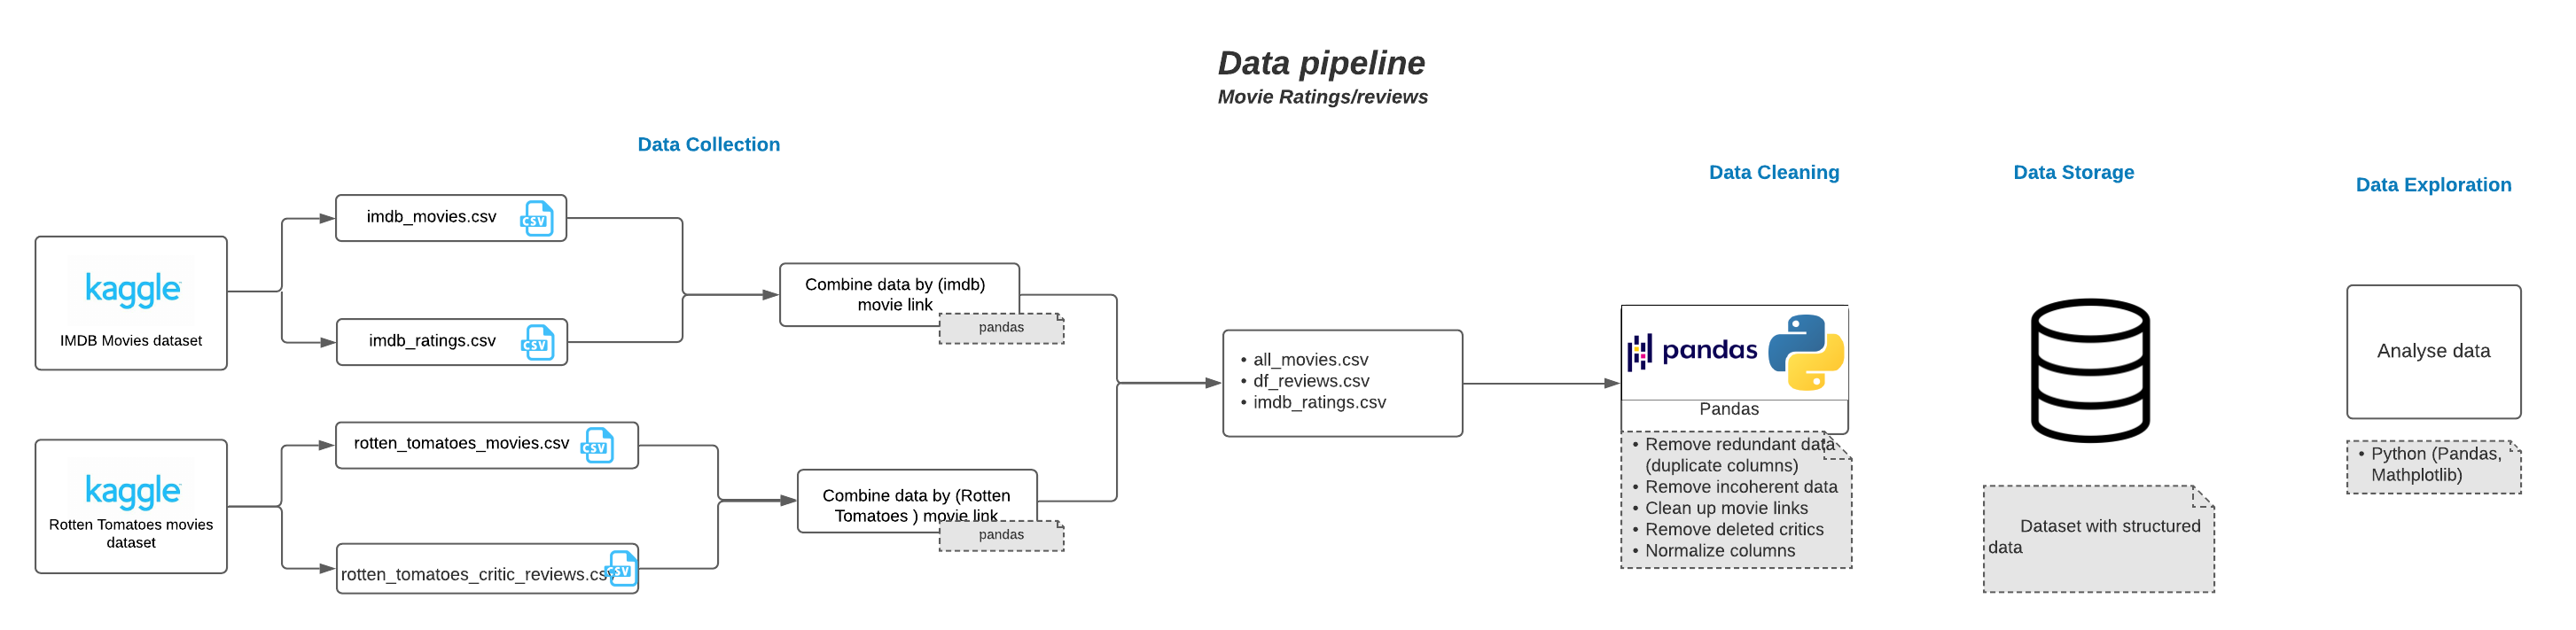 Data pipeline
Movie Ratings/reviews
Data Collection
Data Cleaning
Data Storage
Data Exploration
kaggle
IMDB Movies dataset
imdb_movies.csv
CSV
imdb_ratings.csv
CSV
Combine data by (imdb)
movie link
pandas
kaggle
Rotten Tomatoes movies
dataset
rotten_tomatoes_movies.csv
CSV
rotten_tomatoes_critic_reviews.csv
CSV
Combine data by (Rotten
Tomatoes ) movie link
pandas
• all_movies.csv
• df_reviews.csv
• imdb_ratings.csv
pandas
Pandas
• Remove redundant data
(duplicate columns)
• Remove incoherent data
• Clean up movie links
• Remove deleted critics
• Normalize columns
Dataset with structured
data
Analyse data
• Python (Pandas,
Mathplotlib)